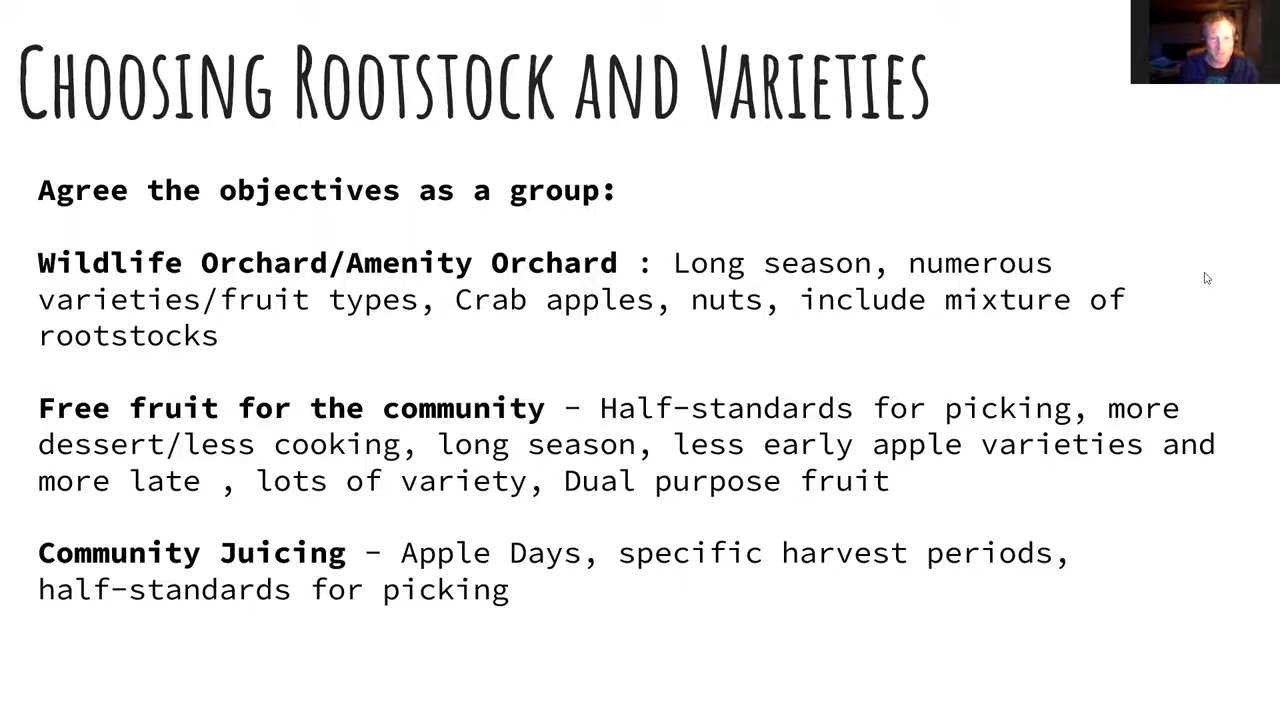 Choosing Rootstock and Varieties
Agree the objectives as a group:
Wildlife Orchard/Amenity Orchard : Long season, numerous
varieties/fruit types, Crab apples, nuts, include mixture of
rootstocks
Free fruit for the community - Half-standards for picking, more
dessert/less cooking, long season, less early apple varieties and
more late , lots of variety, Dual purpose fruit
Community Juicing - Apple Days, specific harvest periods,
half-standards for picking